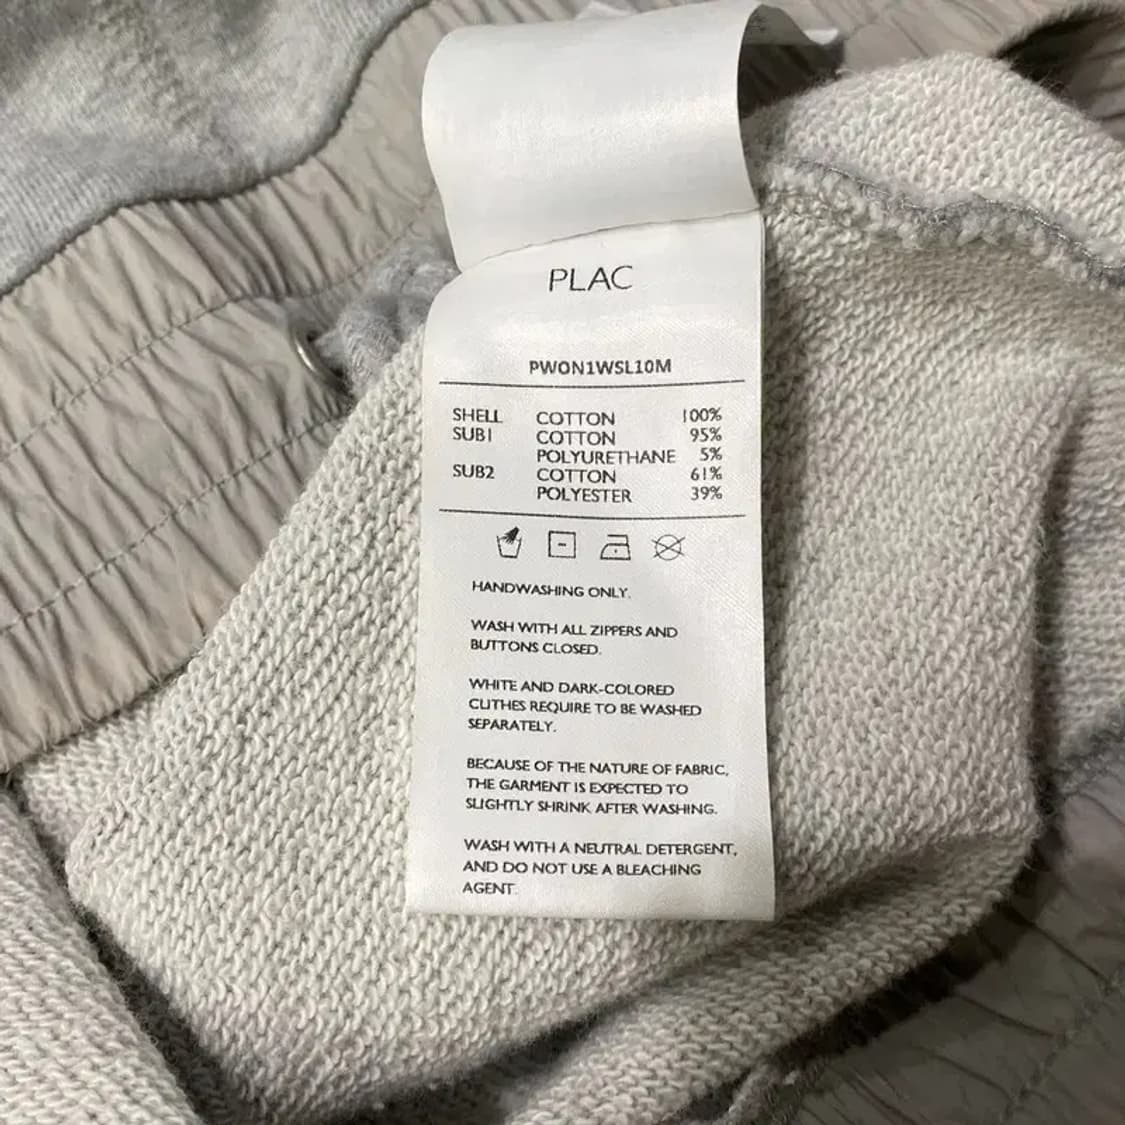 PLAC
PWON1WSL10M
SHELL COTTON 100%
SUB1 COTTON 95%
POLYURETHANE 5%
SUB2 COTTON 61%
POLYESTER 39%
HANDWASHING ONLY.
WASH WITH ALL ZIPPERS AND
BUTTONS CLOSED.
WHITE AND DARK-COLORED
CLITHES REQUIRE TO BE WASHED
SEPARATELY.
BECAUSE OF THE NATURE OF FABRIC,
THE GARMENT IS EXPECTED TO
SLIGHTLY SHRINK AFTER WASHING.
WASH WITH A NEUTRAL DETERGENT,
AND DO NOT USE A BLEACHING
AGENT.